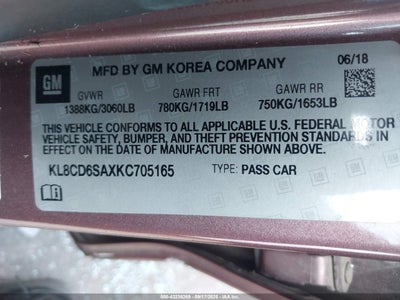 GM
MFD BY GM KOREA COMPANY
06/18
GVWR GAWR FRT GAWR RR
1388KG/3060LB 780KG/1719LB 750KG/1653LB
THIS VEHICLE CONFORMS TO ALL APPLICABLE U.S. FEDERAL MOTOR
VEHICLE SAFETY, BUMPER, AND THEFT PREVENTION STANDARDS
IN EFFECT ON THE DATE OF MANUFACTURE SHOWN ABOVE.
KL8CD6SAXKC705165 TYPE: PASS CAR